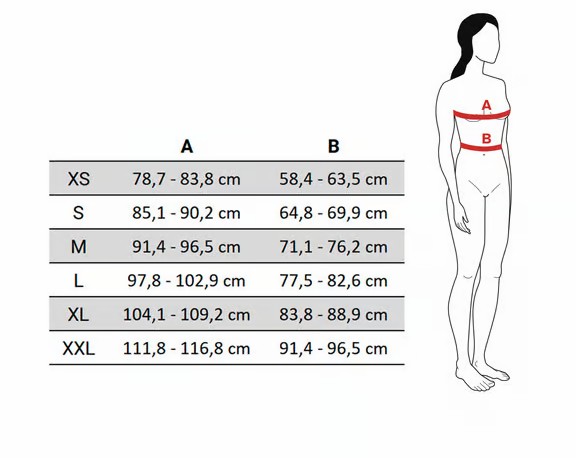 A
B
A B
XS 78,7 - 83,8 cm 58,4 - 63,5 cm
S 85,1 - 90,2 cm 64,8 - 69,9 cm
M 91,4 - 96,5 cm 71,1 - 76,2 cm
L 97,8 - 102,9 cm 77,5 - 82,6 cm
XL 104,1 - 109,2 cm 83,8 - 88,9 cm
XXL 111,8 - 116,8 cm 91,4 - 96,5 cm